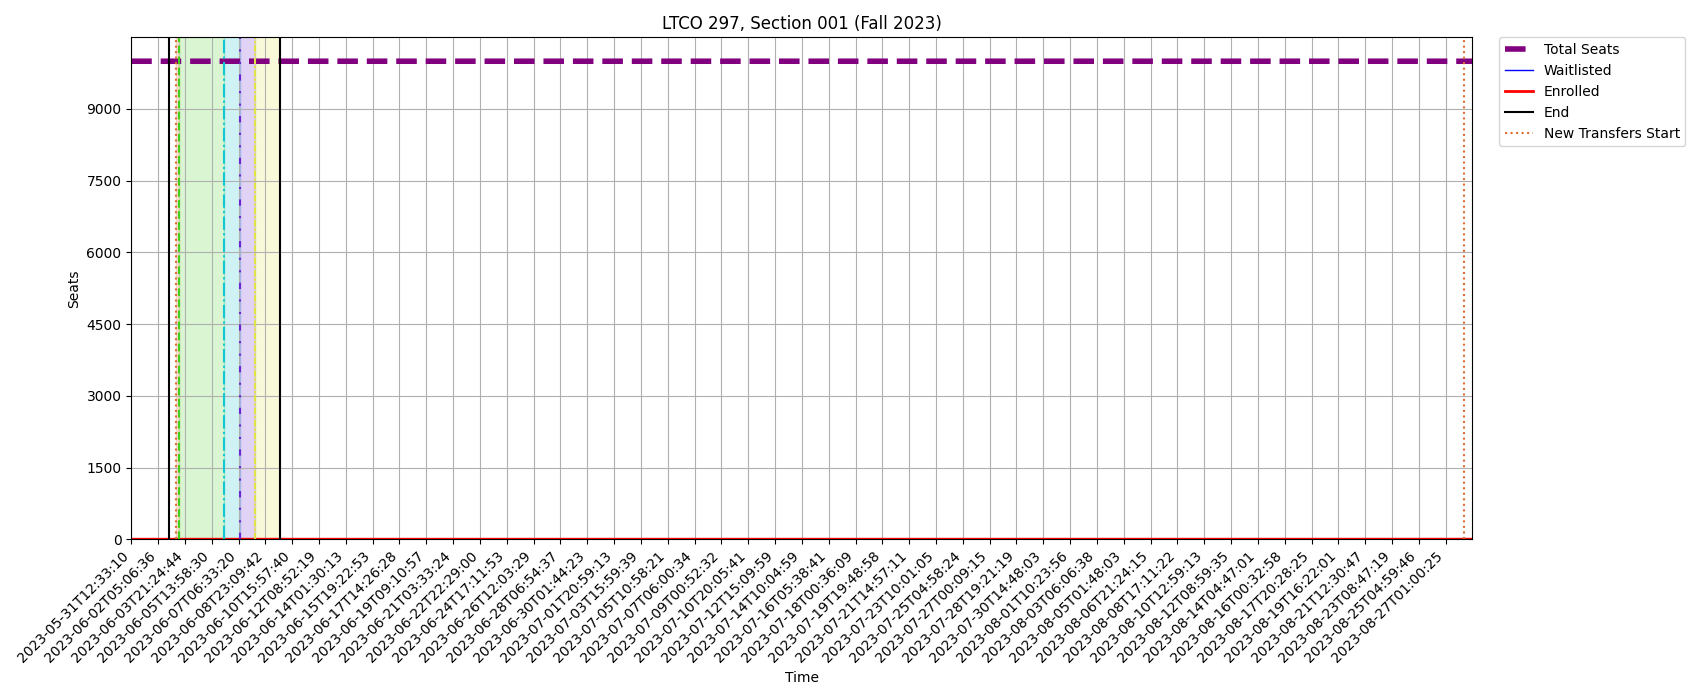 LTCO 297, Section 001 (Fall 2023)
Total Seats
Waitlisted
Enrolled
End
New Transfers Start
Seats
9000
7500
6000
4500
3000
1500
0
2023-05-31T12:33:10
2023-06-02T05:06:36
2023-06-03T21:24:44
2023-06-05T13:58:30
2023-06-07T06:33:20
2023-06-08T23:09:42
2023-06-10T15:57:40
2023-06-12T08:52:19
2023-06-14T01:30:13
2023-06-15T19:22:53
2023-06-17T14:26:28
2023-06-19T09:10:57
2023-06-21T03:33:24
2023-06-22T22:29:00
2023-06-24T17:11:53
2023-06-26T12:03:29
2023-06-28T06:54:37
2023-06-30T01:44:23
2023-07-01T20:59:13
2023-07-03T15:59:39
2023-07-05T10:58:21
2023-07-07T06:00:34
2023-07-09T00:52:32
2023-07-10T20:05:41
2023-07-12T15:09:59
2023-07-14T10:04:59
2023-07-16T05:38:41
2023-07-18T00:36:09
2023-07-19T19:48:58
2023-07-21T14:57:11
2023-07-23T10:01:05
2023-07-25T04:58:24
2023-07-27T00:09:15
2023-07-28T19:21:19
2023-07-30T14:48:03
2023-08-01T10:23:56
2023-08-03T06:06:38
2023-08-05T01:48:03
2023-08-06T21:24:15
2023-08-08T17:11:22
2023-08-10T12:59:13
2023-08-12T08:59:35
2023-08-14T04:47:01
2023-08-16T00:32:58
2023-08-17T20:28:25
2023-08-19T16:22:01
2023-08-21T12:30:47
2023-08-23T08:47:19
2023-08-25T04:59:46
2023-08-27T01:00:25
Time